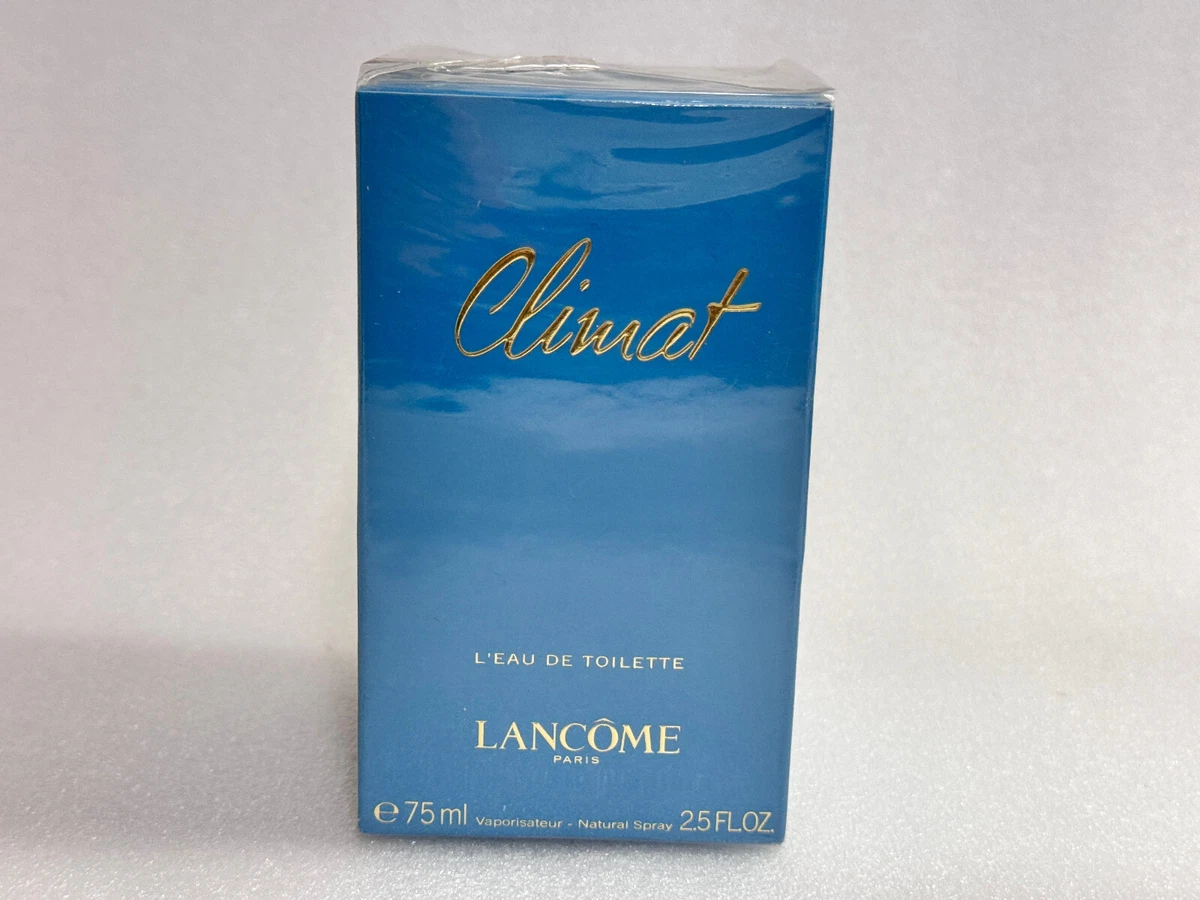 Climat
L'EAU DE TOILETTE
LANCÔME
PARIS
℮ 75 ml Vaporisateur - Natural Spray 2.5 FL.OZ.